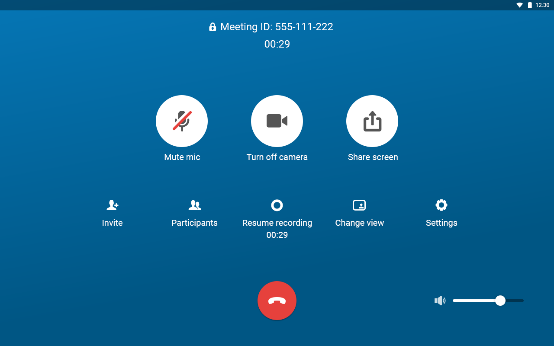 12.30
Meeting ID: 555-111-222
00:29
Mute mic
Turn off camera
Share screen
Invite
Participants
Resume recording
00:29
Change view
Settings